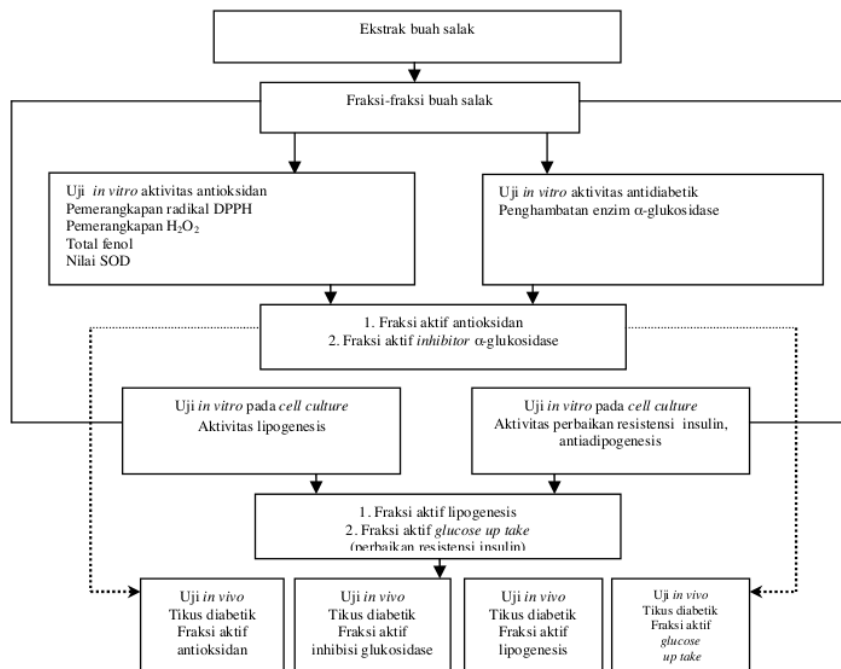 Ekstrak buah salak
Fraksi-fraksi buah salak
Uji in vitro aktivitas antioksidan
Pemerangkapan radikal DPPH
Pemerangkapan H₂O₂
Total fenol
Nilai SOD
Uji in vitro aktivitas antidiabetik
Penghambatan enzim α-glukosidase
1. Fraksi aktif antioksidan
2. Fraksi aktif inhibitor α-glukosidase
Uji in vitro pada cell culture
Aktivitas lipogenesis
Uji in vitro pada cell culture
Aktivitas perbaikan resistensi insulin,
antiadipogenesis
1. Fraksi aktif lipogenesis
2. Fraksi aktif glucose up take
(perbaikan resistensi insulin)
Uji in vivo
Tikus diabetik
Fraksi aktif
antioksidan
Uji in vivo
Tikus diabetik
Fraksi aktif
inhibisi glukosidase
Uji in vivo
Tikus diabetik
Fraksi aktif
lipogenesis
Uji in vivo
Tikus diabetik
Fraksi aktif
glucose
up take